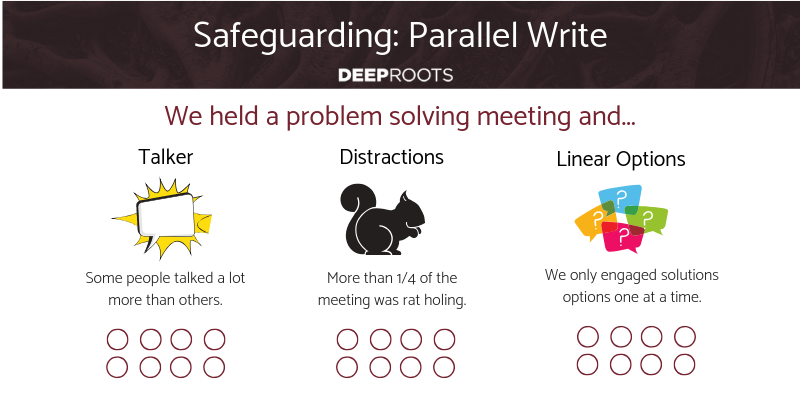 Safeguarding: Parallel Write
DEEPROOTS
We held a problem solving meeting and...
Talker
Distractions
Linear Options
?
?
?
?
Some people talked a lot
more than others.
More than 1/4 of the
meeting was rat holing.
We only engaged solutions
options one at a time.